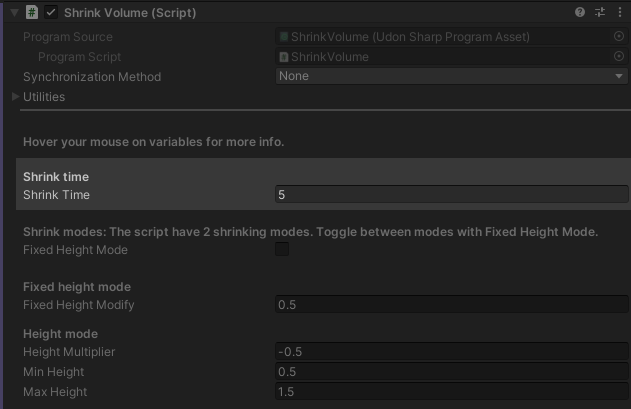 Shrink Volume (Script)
Program Source ShrinkVolume (Udon Sharp Program Asset)
Program Script ShrinkVolume
Synchronization Method None
Utilities
Hover your mouse on variables for more info.
Shrink time
Shrink Time 5
Shrink modes: The script have 2 shrinking modes. Toggle between modes with Fixed Height Mode.
Fixed Height Mode
Fixed height mode
Fixed Height Modify 0.5
Height mode
Height Multiplier -0.5
Min Height 0.5
Max Height 1.5